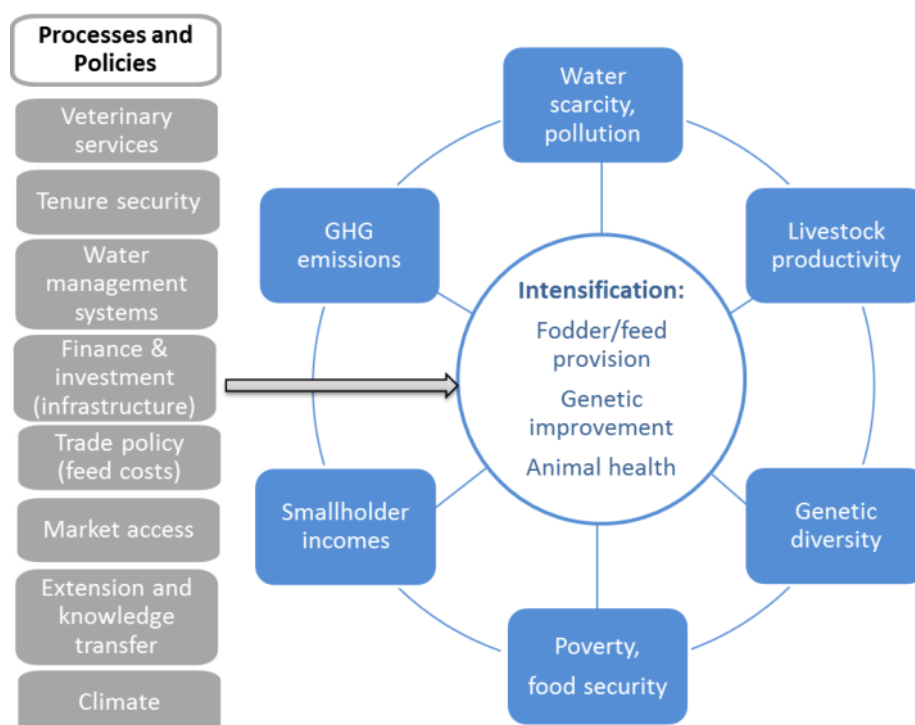 Processes and
Policies
Veterinary
services
Tenure security
Water
management
systems
Finance &
investment
(infrastructure)
Trade policy
(feed costs)
Market access
Extension and
knowledge
transfer
Climate
Water
scarcity,
pollution
GHG
emissions
Livestock
productivity
Intensification:
Fodder/feed
provision
Genetic
improvement
Animal health
Smallholder
incomes
Genetic
diversity
Poverty,
food security